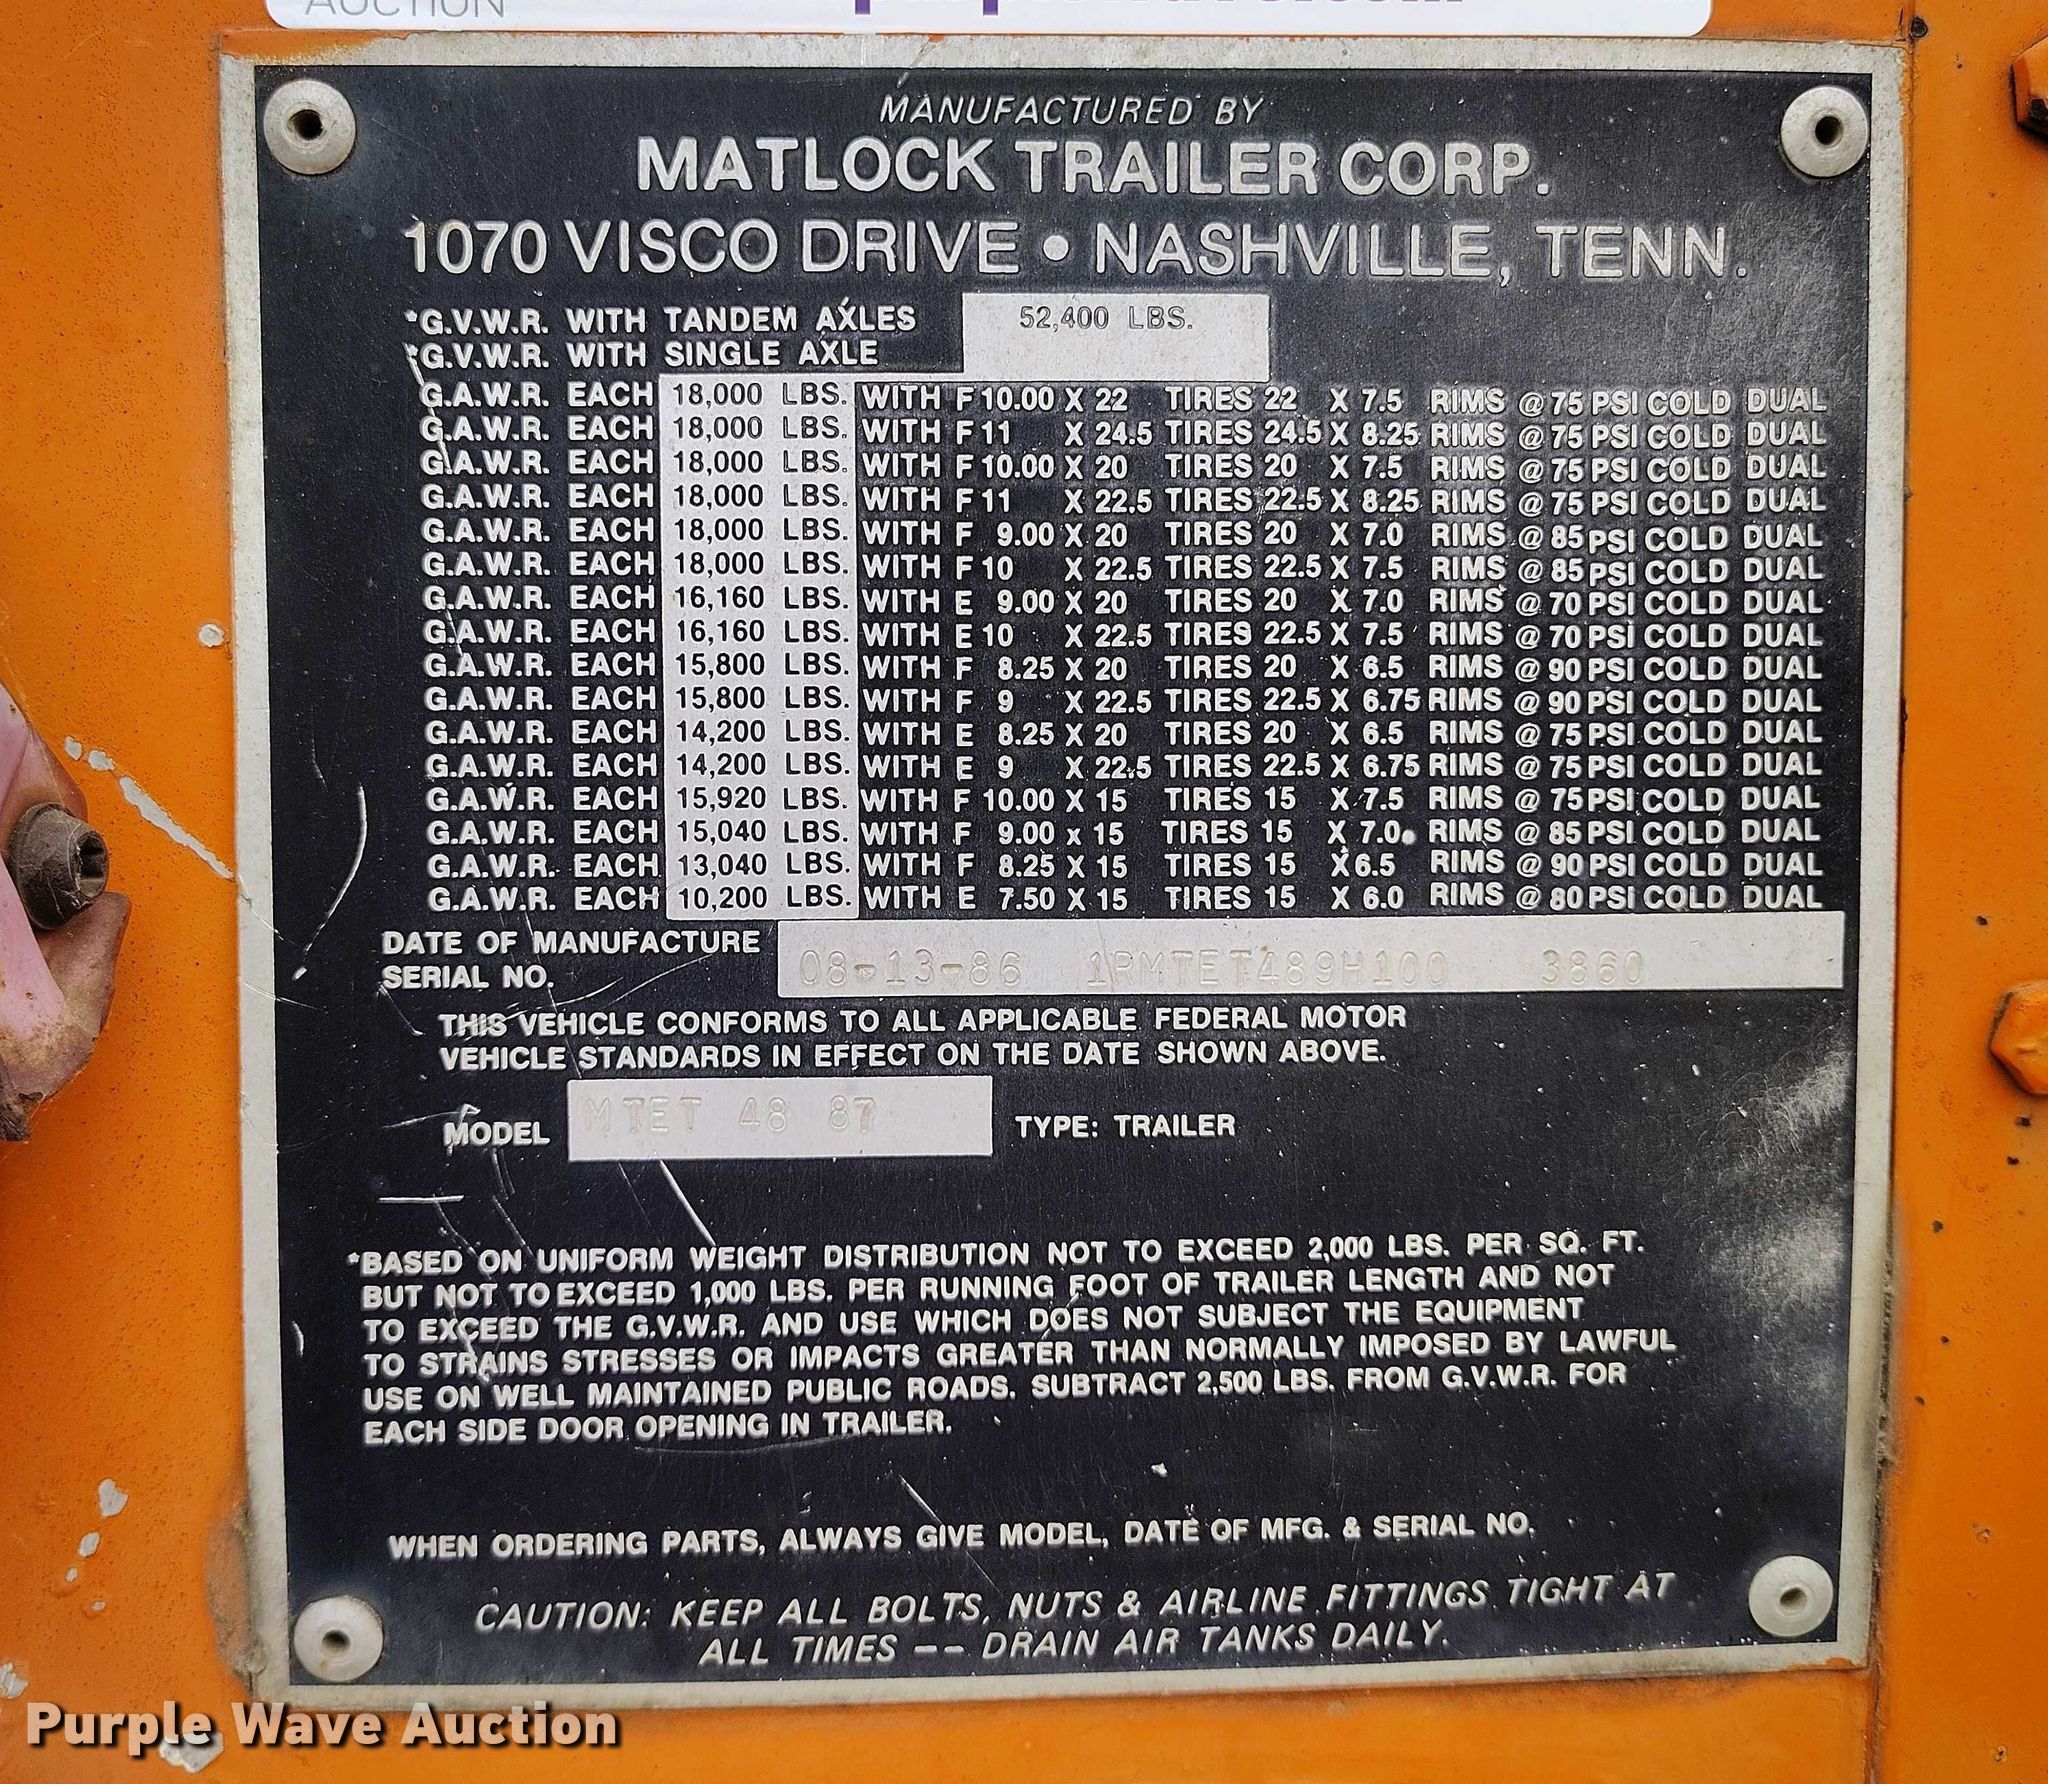 AUCTION
MANUFACTURED BY
MATLOCK TRAILER CORP.
1070 VISCO DRIVE • NASHVILLE, TENN.
*G.V.W.R. WITH TANDEM AXLES 52,400 LBS.
*G.V.W.R. WITH SINGLE AXLE
G.A.W.R. EACH 18,000 LBS. WITH F 10.00 X 22 TIRES 22 X 7.5 RIMS @ 75 PSI COLD DUAL
G.A.W.R. EACH 18,000 LBS. WITH F 11 X 24.5 TIRES 24.5 X 8.25 RIMS @ 75 PSI COLD DUAL
G.A.W.R. EACH 18,000 LBS. WITH F 10.00 X 20 TIRES 20 X 7.5 RIMS @ 75 PSI COLD DUAL
G.A.W.R. EACH 18,000 LBS. WITH F 11 X 22.5 TIRES 22.5 X 8.25 RIMS @ 75 PSI COLD DUAL
G.A.W.R. EACH 18,000 LBS. WITH F 9.00 X 20 TIRES 20 X 7.0 RIMS @ 85 PSI COLD DUAL
G.A.W.R. EACH 18,000 LBS. WITH F 10 X 22.5 TIRES 22.5 X 7.5 RIMS @ 85 PSI COLD DUAL
G.A.W.R. EACH 16,160 LBS. WITH E 9.00 X 20 TIRES 20 X 7.0 RIMS @ 70 PSI COLD DUAL
G.A.W.R. EACH 16,160 LBS. WITH E 10 X 22.5 TIRES 22.5 X 7.5 RIMS @ 70 PSI COLD DUAL
G.A.W.R. EACH 15,800 LBS. WITH F 8.25 X 20 TIRES 20 X 6.5 RIMS @ 90 PSI COLD DUAL
G.A.W.R. EACH 15,800 LBS. WITH F 9 X 22.5 TIRES 22.5 X 6.75 RIMS @ 90 PSI COLD DUAL
G.A.W.R. EACH 14,200 LBS. WITH E 8.25 X 20 TIRES 20 X 6.5 RIMS @ 75 PSI COLD DUAL
G.A.W.R. EACH 14,200 LBS. WITH E 9 X 22.5 TIRES 22.5 X 6.75 RIMS @ 75 PSI COLD DUAL
G.A.W.R. EACH 15,920 LBS. WITH F 10.00 X 15 TIRES 15 X 7.5 RIMS @ 75 PSI COLD DUAL
G.A.W.R. EACH 15,040 LBS. WITH F 9.00 x 15 TIRES 15 X 7.0 RIMS @ 85 PSI COLD DUAL
G.A.W.R. EACH 13,040 LBS. WITH F 8.25 X 15 TIRES 15 X 6.5 RIMS @ 90 PSI COLD DUAL
G.A.W.R. EACH 10,200 LBS. WITH E 7.50 X 15 TIRES 15 X 6.0 RIMS @ 80 PSI COLD DUAL
DATE OF MANUFACTURE
SERIAL NO. 08-13-86 1RMTET489H100 3860
THIS VEHICLE CONFORMS TO ALL APPLICABLE FEDERAL MOTOR
VEHICLE STANDARDS IN EFFECT ON THE DATE SHOWN ABOVE.
MODEL MTET 48 87 TYPE: TRAILER
*BASED ON UNIFORM WEIGHT DISTRIBUTION NOT TO EXCEED 2,000 LBS. PER SQ. FT.
BUT NOT TO EXCEED 1,000 LBS. PER RUNNING FOOT OF TRAILER LENGTH AND NOT
TO EXCEED THE G.V.W.R. AND USE WHICH DOES NOT SUBJECT THE EQUIPMENT
TO STRAINS STRESSES OR IMPACTS GREATER THAN NORMALLY IMPOSED BY LAWFUL
USE ON WELL MAINTAINED PUBLIC ROADS. SUBTRACT 2,500 LBS. FROM G.V.W.R. FOR
EACH SIDE DOOR OPENING IN TRAILER.
WHEN ORDERING PARTS, ALWAYS GIVE MODEL, DATE OF MFG. & SERIAL NO.
CAUTION: KEEP ALL BOLTS, NUTS & AIRLINE FITTINGS TIGHT AT
ALL TIMES -- DRAIN AIR TANKS DAILY.
Purple Wave Auction